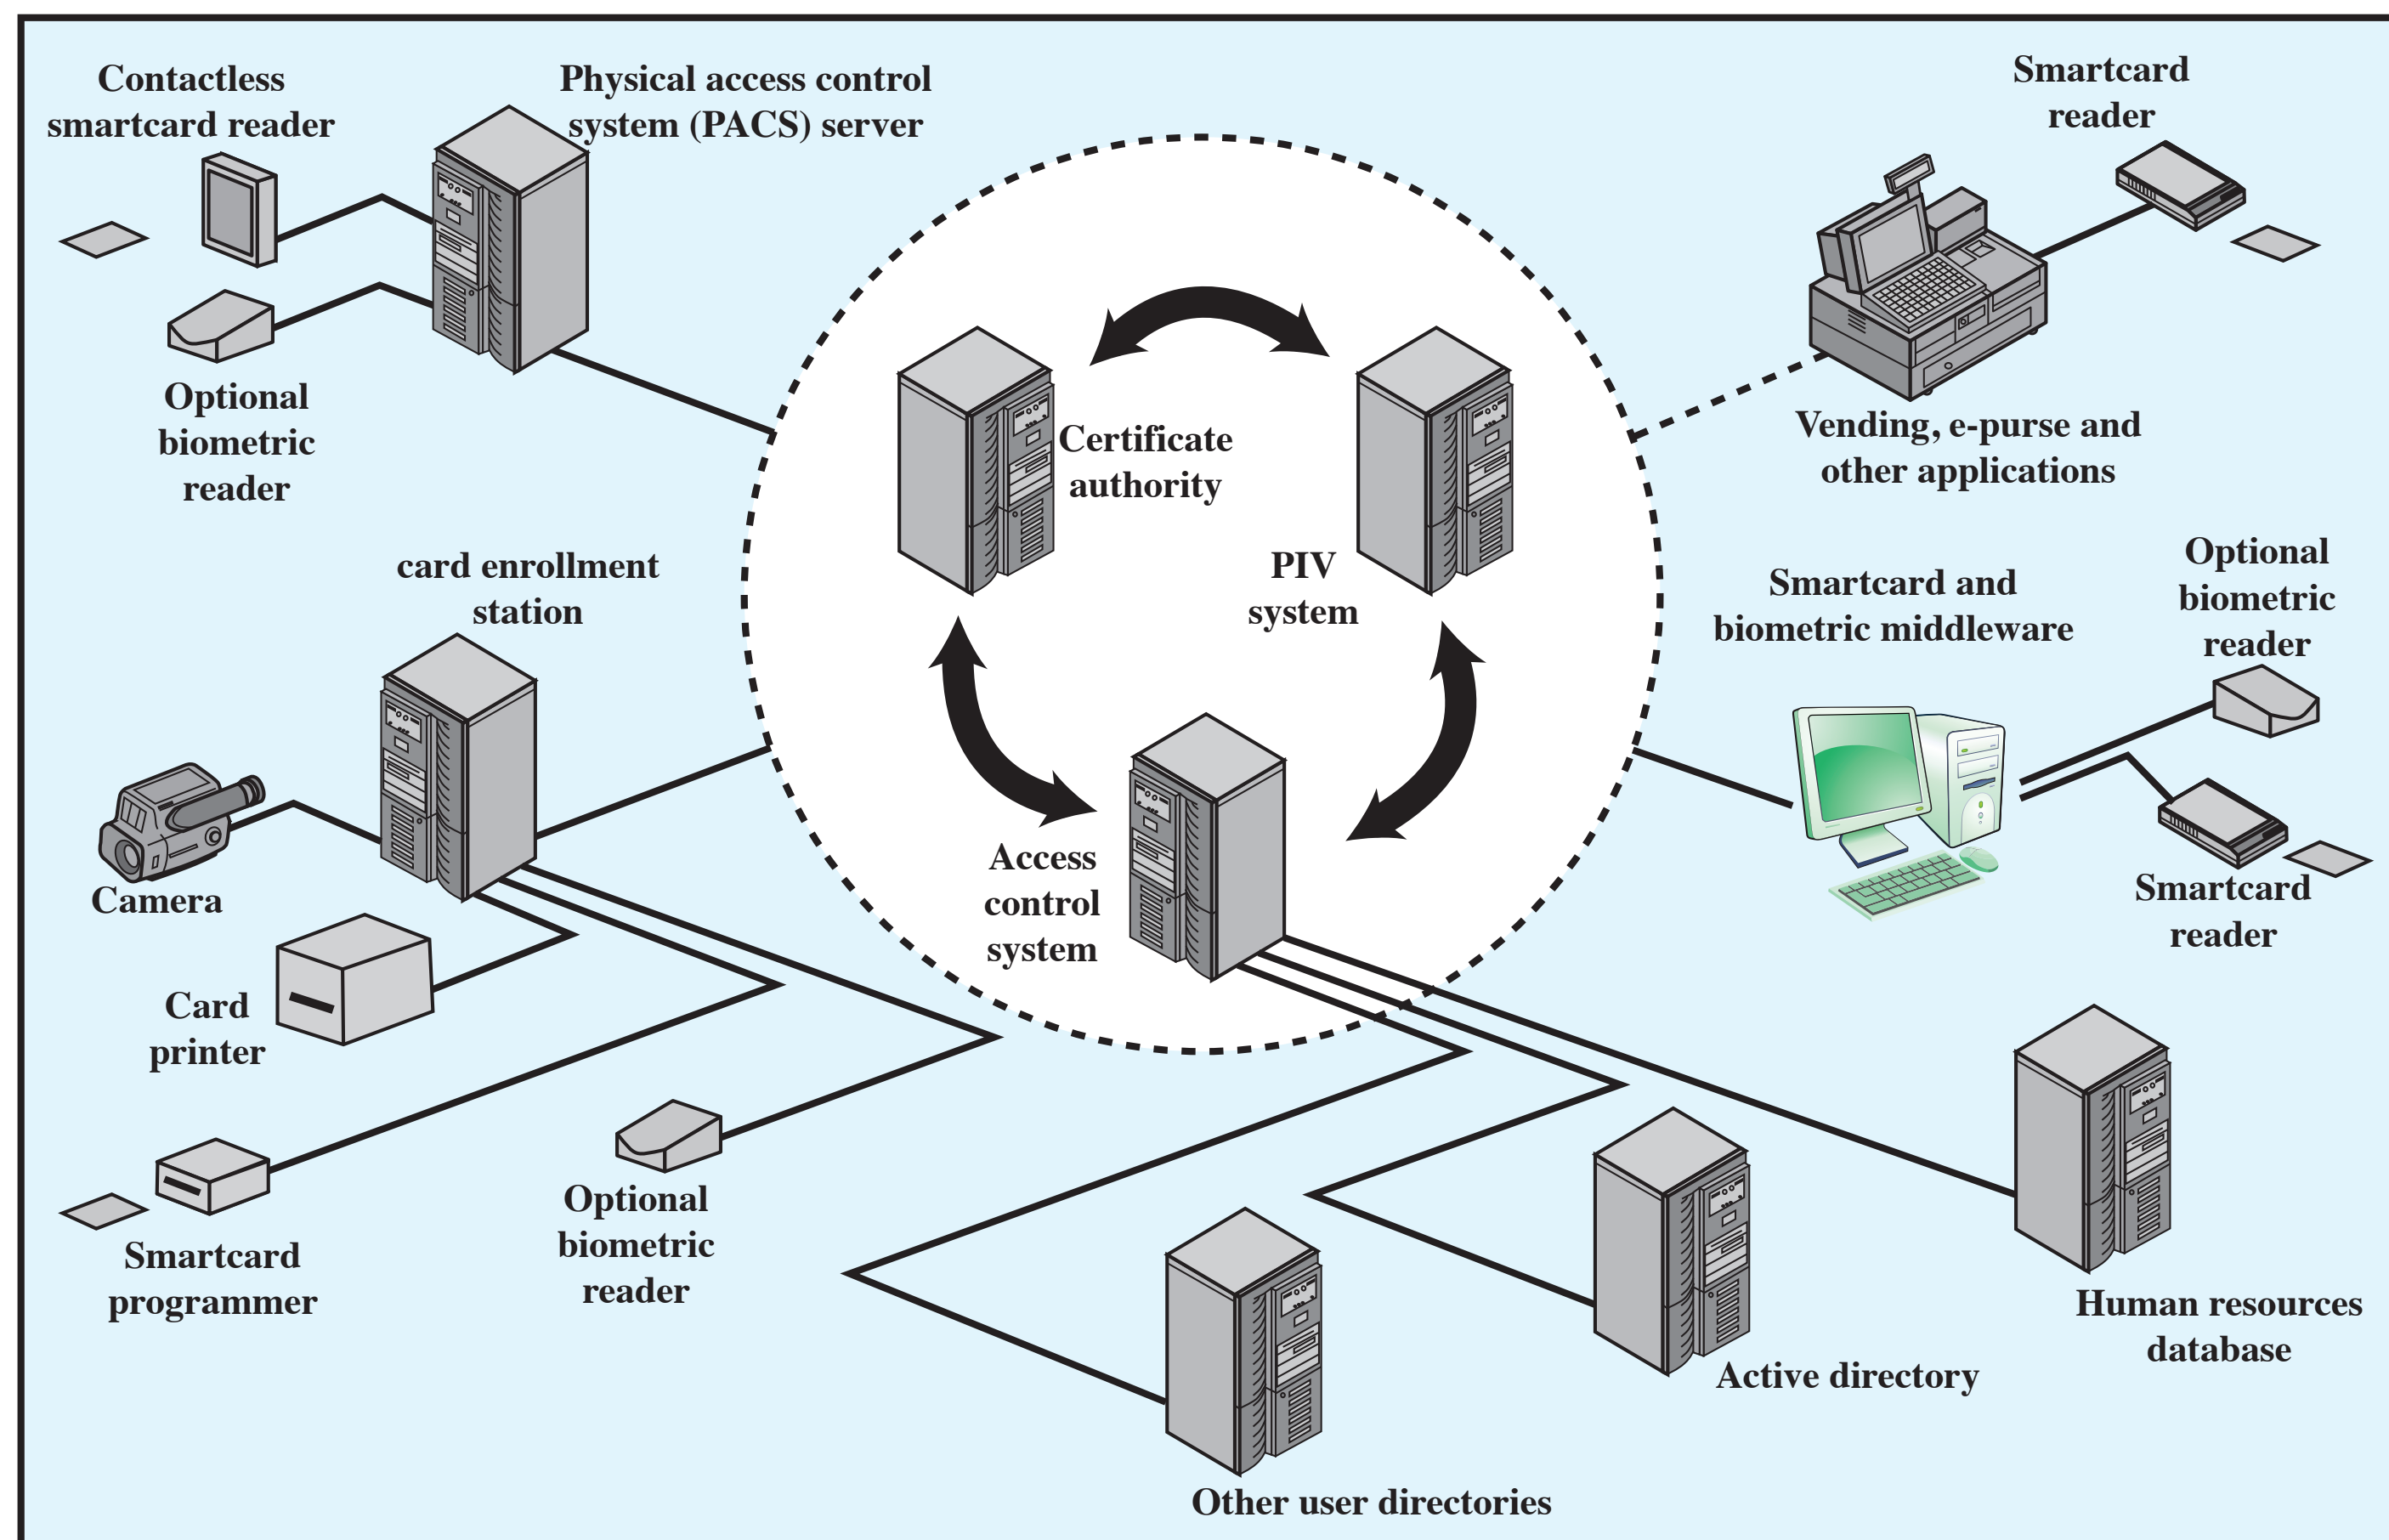 Contactless
smartcard reader
Physical access control
system (PACS) server
Smartcard
reader
Optional
biometric
reader
Certificate
authority
Vending, e-purse and
other applications
card enrollment
station
PIV
system
Smartcard and
biometric middleware
Optional
biometric
reader
Camera
Access
control
system
Smartcard
reader
Card
printer
Smartcard
programmer
Optional
biometric
reader
Human resources
database
Active directory
Other user directories